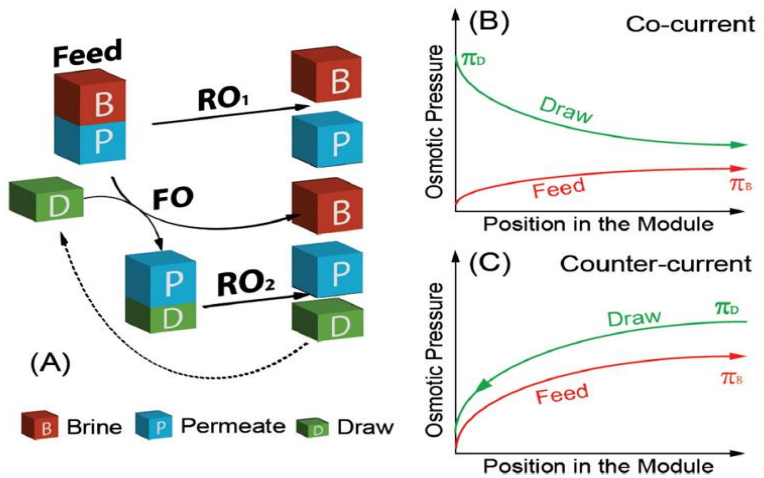 Feed
B
P
RO₁
B
P
D
FO
B
P
D
RO₂
P
D
(A)
B Brine
P Permeate
D Draw
(B)
Co-current
πD
Draw
Feed
πB
Osmotic Pressure
Position in the Module
(C)
Counter-current
πD
Draw
Feed
πB
Osmotic Pressure
Position in the Module